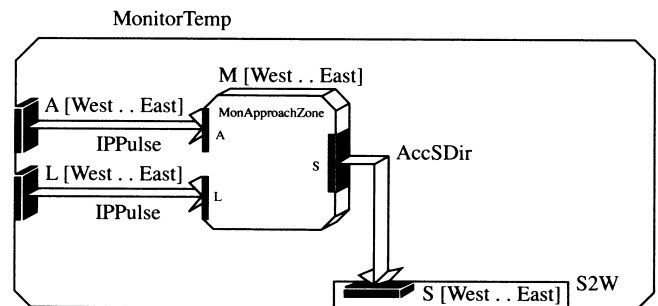 MonitorTemp
M [West . . East]
A [West . . East]
MonApproachZone
A
IPPulse
S
AccSDir
L [West . . East]
L
IPPulse
S2W
S [West . . East]